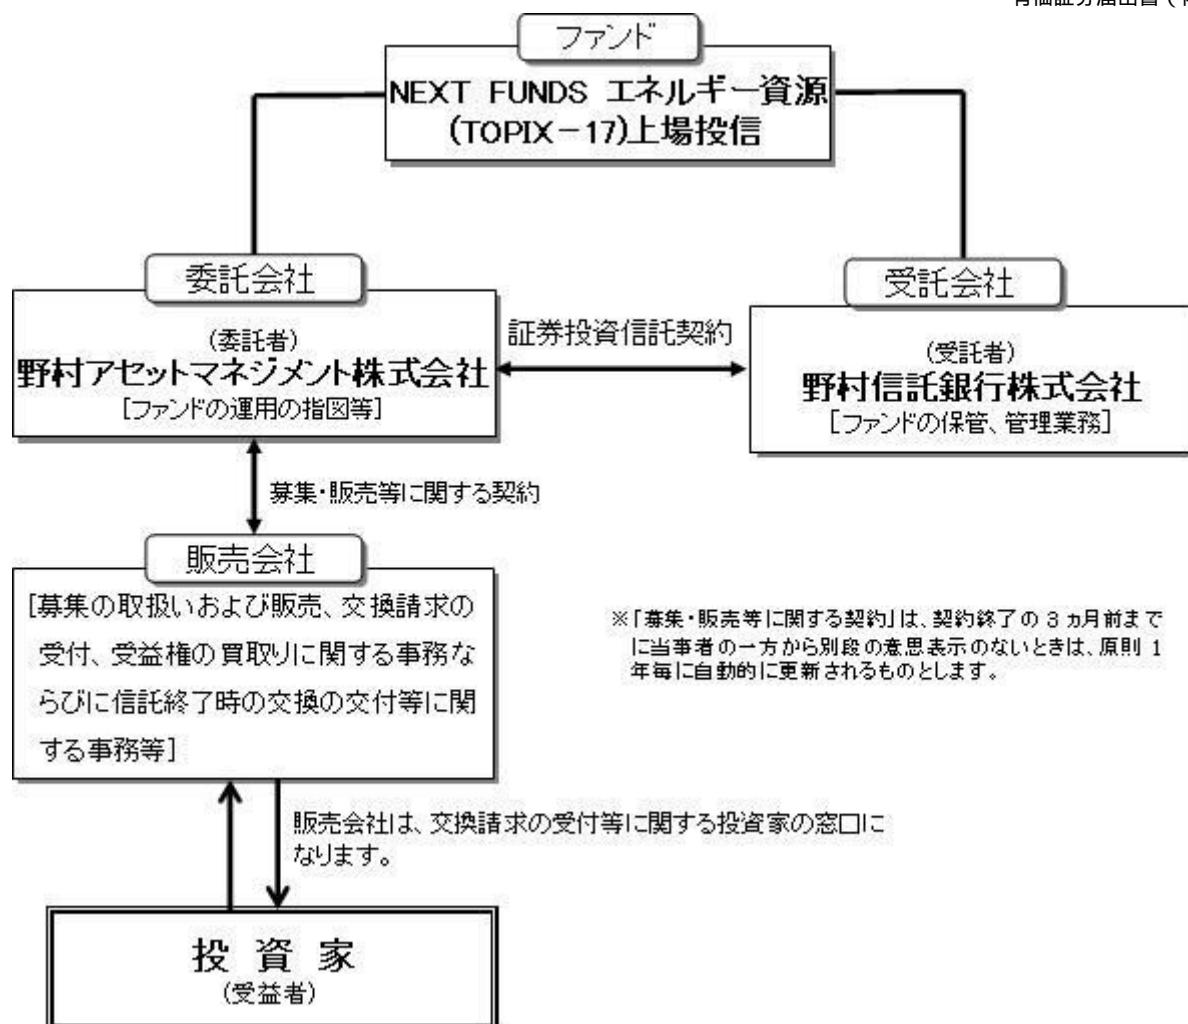 ファンド
NEXT FUNDS エネルギー資源
(TOPIX－17)上場投信
委託会社
(委託者)
野村アセットマネジメント株式会社
[ファンドの運用の指図等]
証券投資信託契約
受託会社
(受託者)
野村信託銀行株式会社
[ファンドの保管、管理業務]
募集・販売等に関する契約
販売会社
[募集の取扱いおよび販売、交換請求の
受付、受益権の買取りに関する事務な
らびに信託終了時の交換の交付等に関
する事務等]
※「募集・販売等に関する契約」は、契約終了の 3 ヵ月前まで
に当事者の一方から別段の意思表示のないときは、原則 1
年毎に自動的に更新されるものとします。
販売会社は、交換請求の受付等に関する投資家の窓口に
なります。
投 資 家
(受益者)